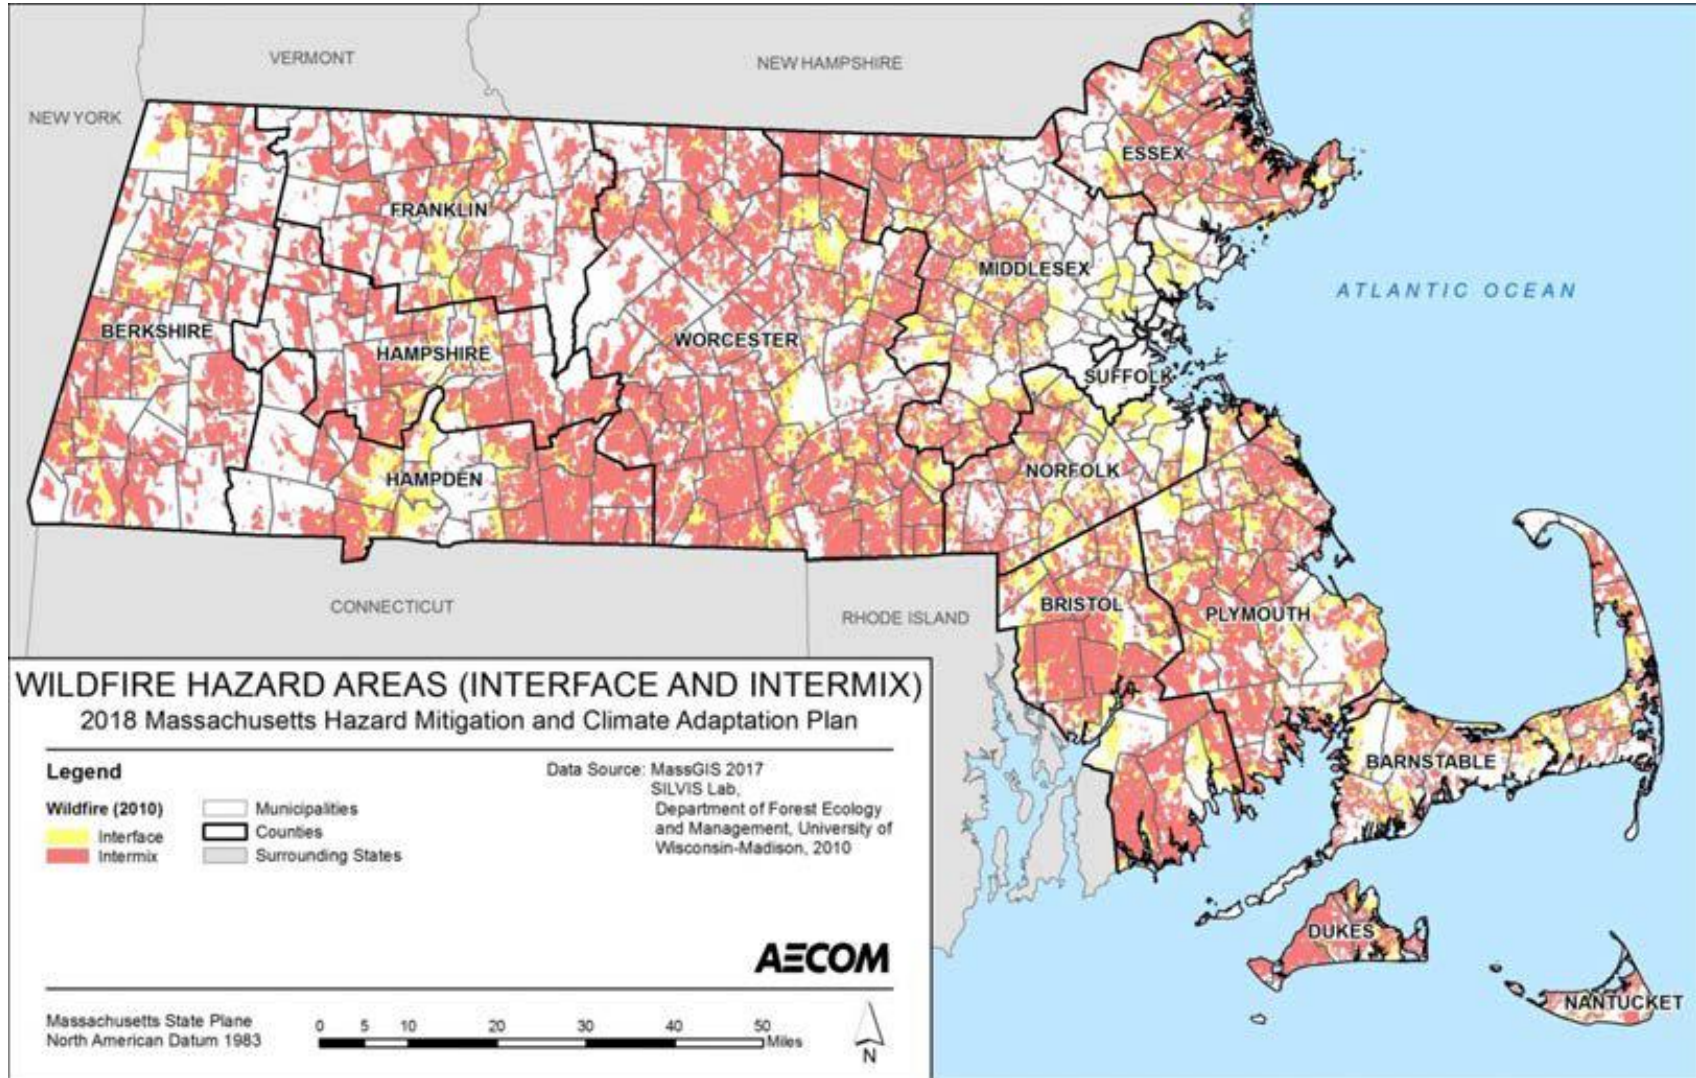 VERMONT
NEW HAMPSHIRE
NEW YORK
ESSEX
FRANKLIN
MIDDLESEX
ATLANTIC OCEAN
BERKSHIRE
HAMPSHIRE
WORCESTER
SUFFOLK
HAMPDEN
NORFOLK
CONNECTICUT
RHODE ISLAND
BRISTOL
PLYMOUTH
BARNSTABLE
DUKES
NANTUCKET
WILDFIRE HAZARD AREAS (INTERFACE AND INTERMIX)
2018 Massachusetts Hazard Mitigation and Climate Adaptation Plan
Legend
Wildfire (2010)
Interface
Intermix
Municipalities
Counties
Surrounding States
Data Source: MassGIS 2017
SILVIS Lab,
Department of Forest Ecology
and Management, University of
Wisconsin-Madison, 2010
AECOM
Massachusetts State Plane
North American Datum 1983
0 5 10 20 30 40 50 Miles
N